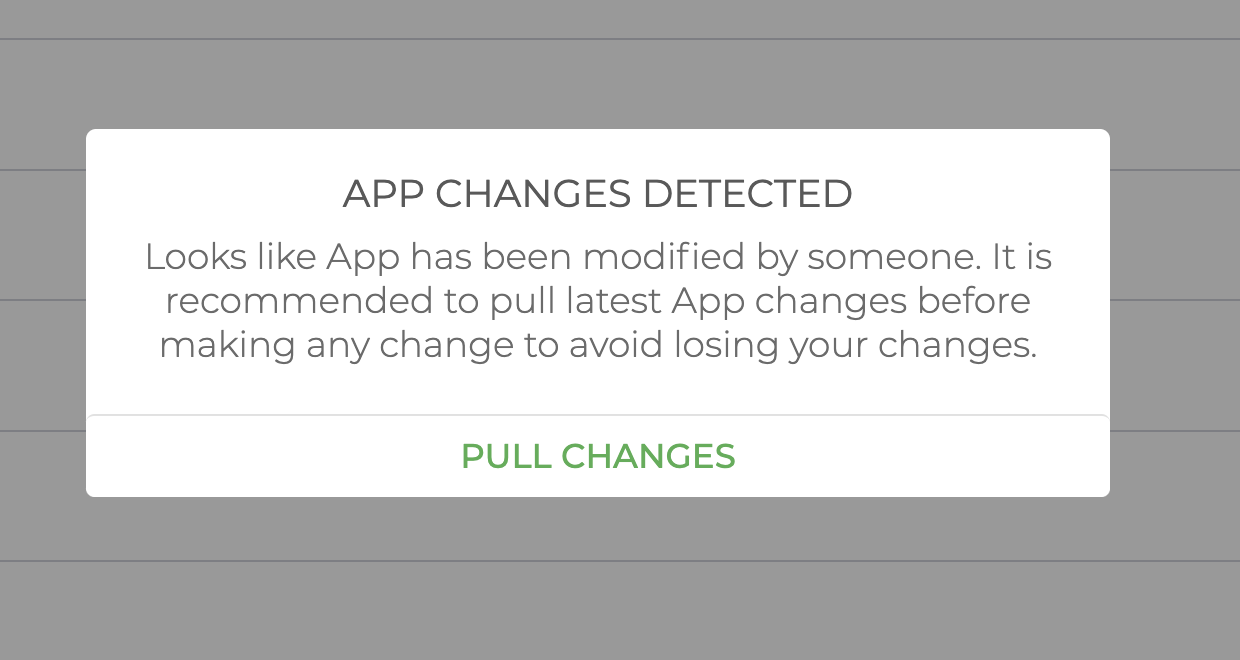 APP CHANGES DETECTED
Looks like App has been modified by someone. It is
recommended to pull latest App changes before
making any change to avoid losing your changes.
PULL CHANGES